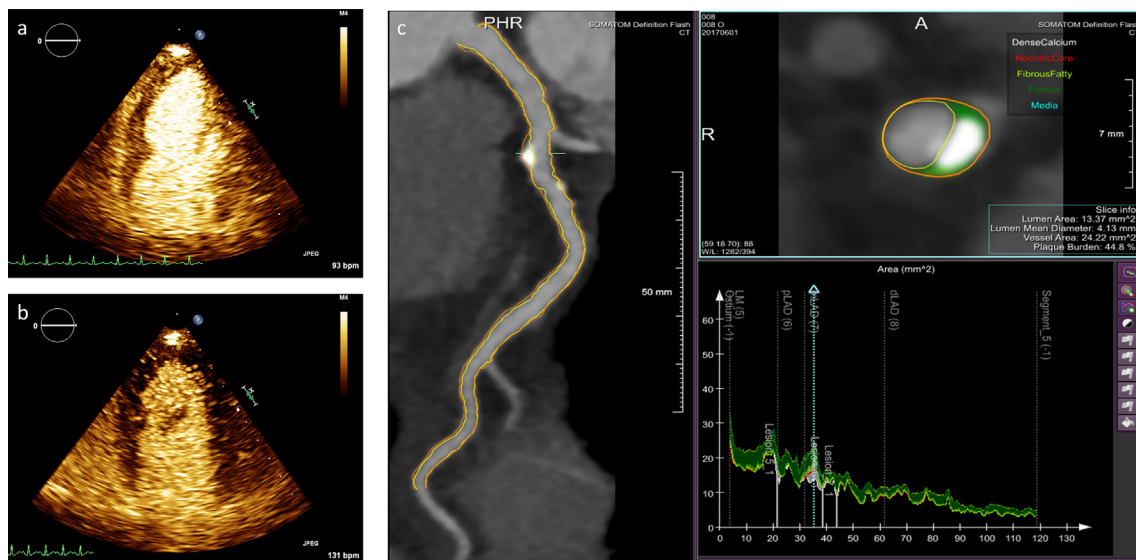 a
M4
0
JPEG
93 bpm
b
M4
0
JPEG
131 bpm
c
PHR
SOMATOM Definition Flash
CT
50 mm
008
008 O
20170601
A
SOMATOM Definition Flash
CT
DenseCalcium
NecroticCore
FibrousFatty
Fibrous
Media
R
7 mm
(59 18 70): 88
W/L: 1282/394
Slice info
Lumen Area: 13.37 mm^2
Lumen Mean Diameter: 4.13 mm
Vessel Area: 24.22 mm^2
Plaque Burden: 44.8 %
Area (mm^2)
LM (5)
Ostium (-1)
pLAD (6)
dLAD (8)
Segment_5 (-1)
60
50
40
30
20
10
0
Lesion_5_1
0 10 20 30 40 50 60 70 80 90 100 110 120 130